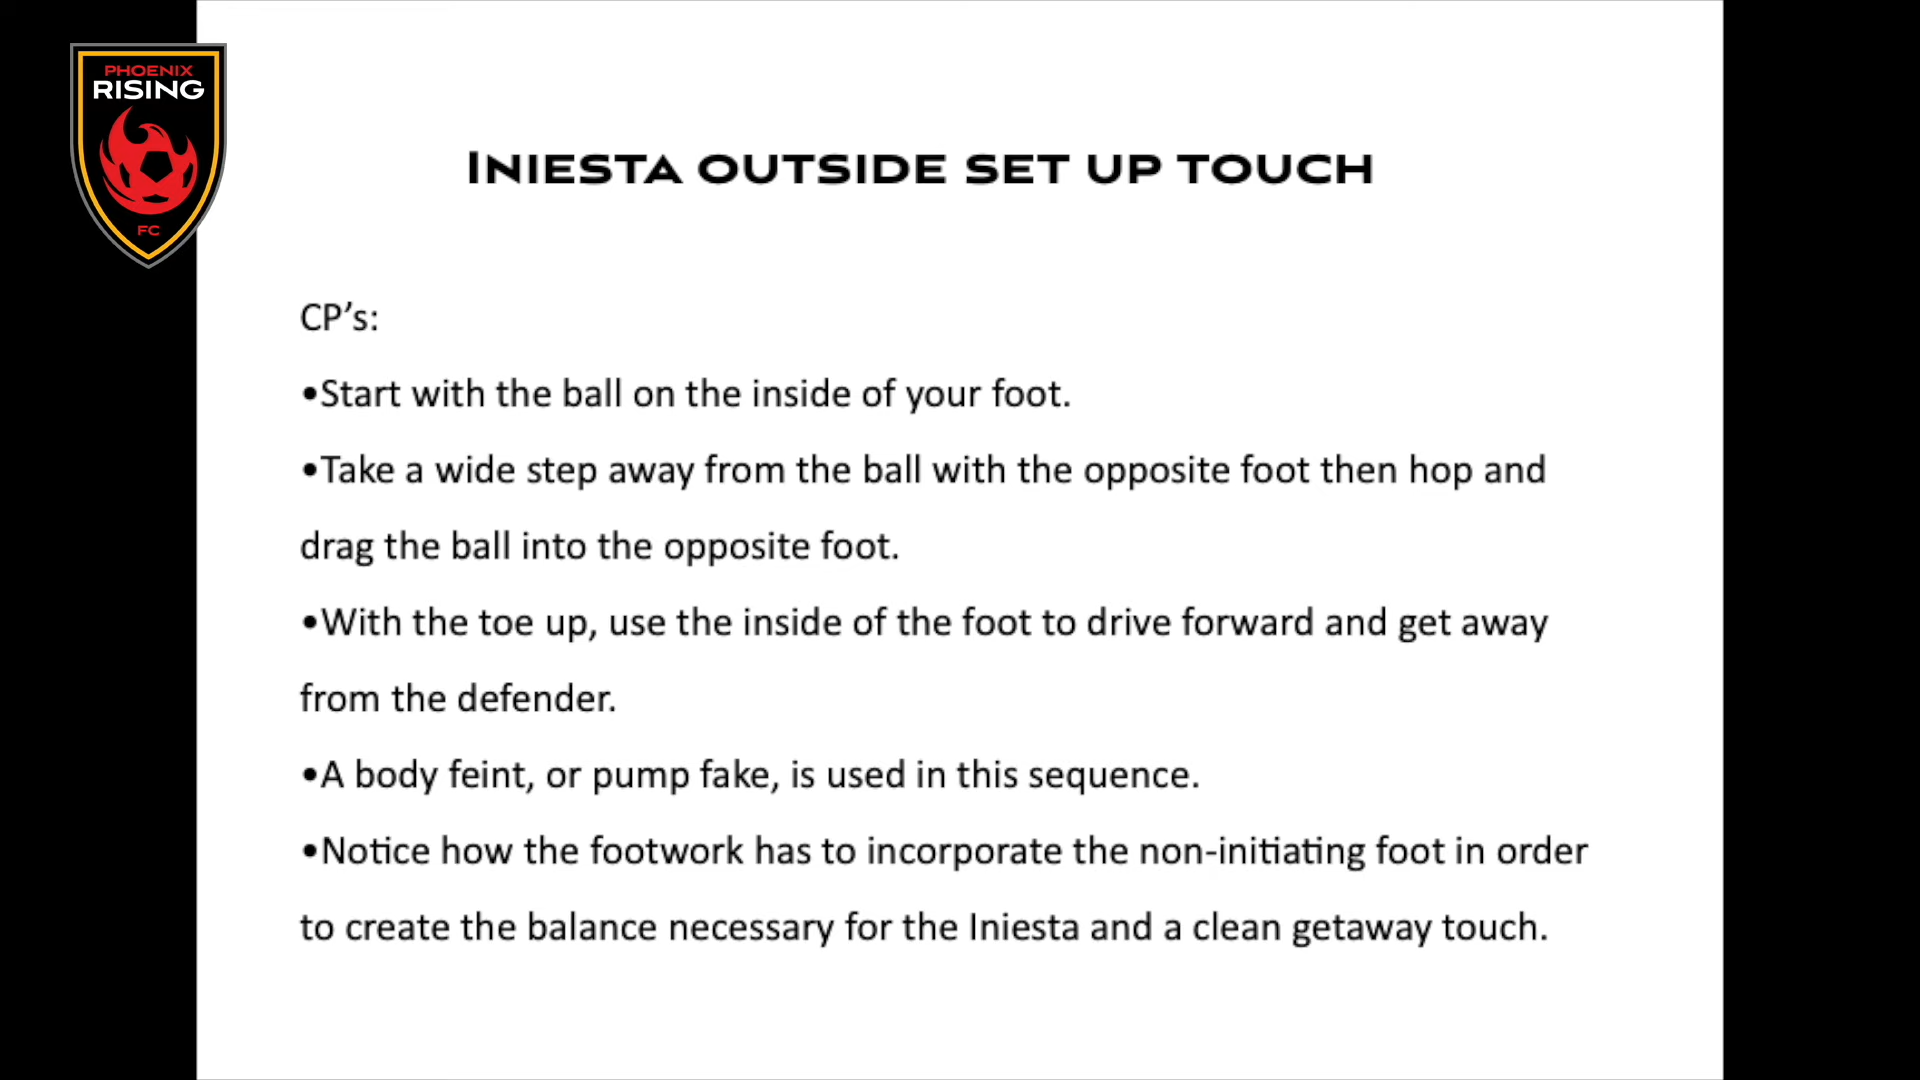 PHOENIX
RISING
FC
INIESTA OUTSIDE SET UP TOUCH
CP’s:
•Start with the ball on the inside of your foot.
•Take a wide step away from the ball with the opposite foot then hop and
drag the ball into the opposite foot.
•With the toe up, use the inside of the foot to drive forward and get away
from the defender.
•A body feint, or pump fake, is used in this sequence.
•Notice how the footwork has to incorporate the non-initiating foot in order
to create the balance necessary for the Iniesta and a clean getaway touch.